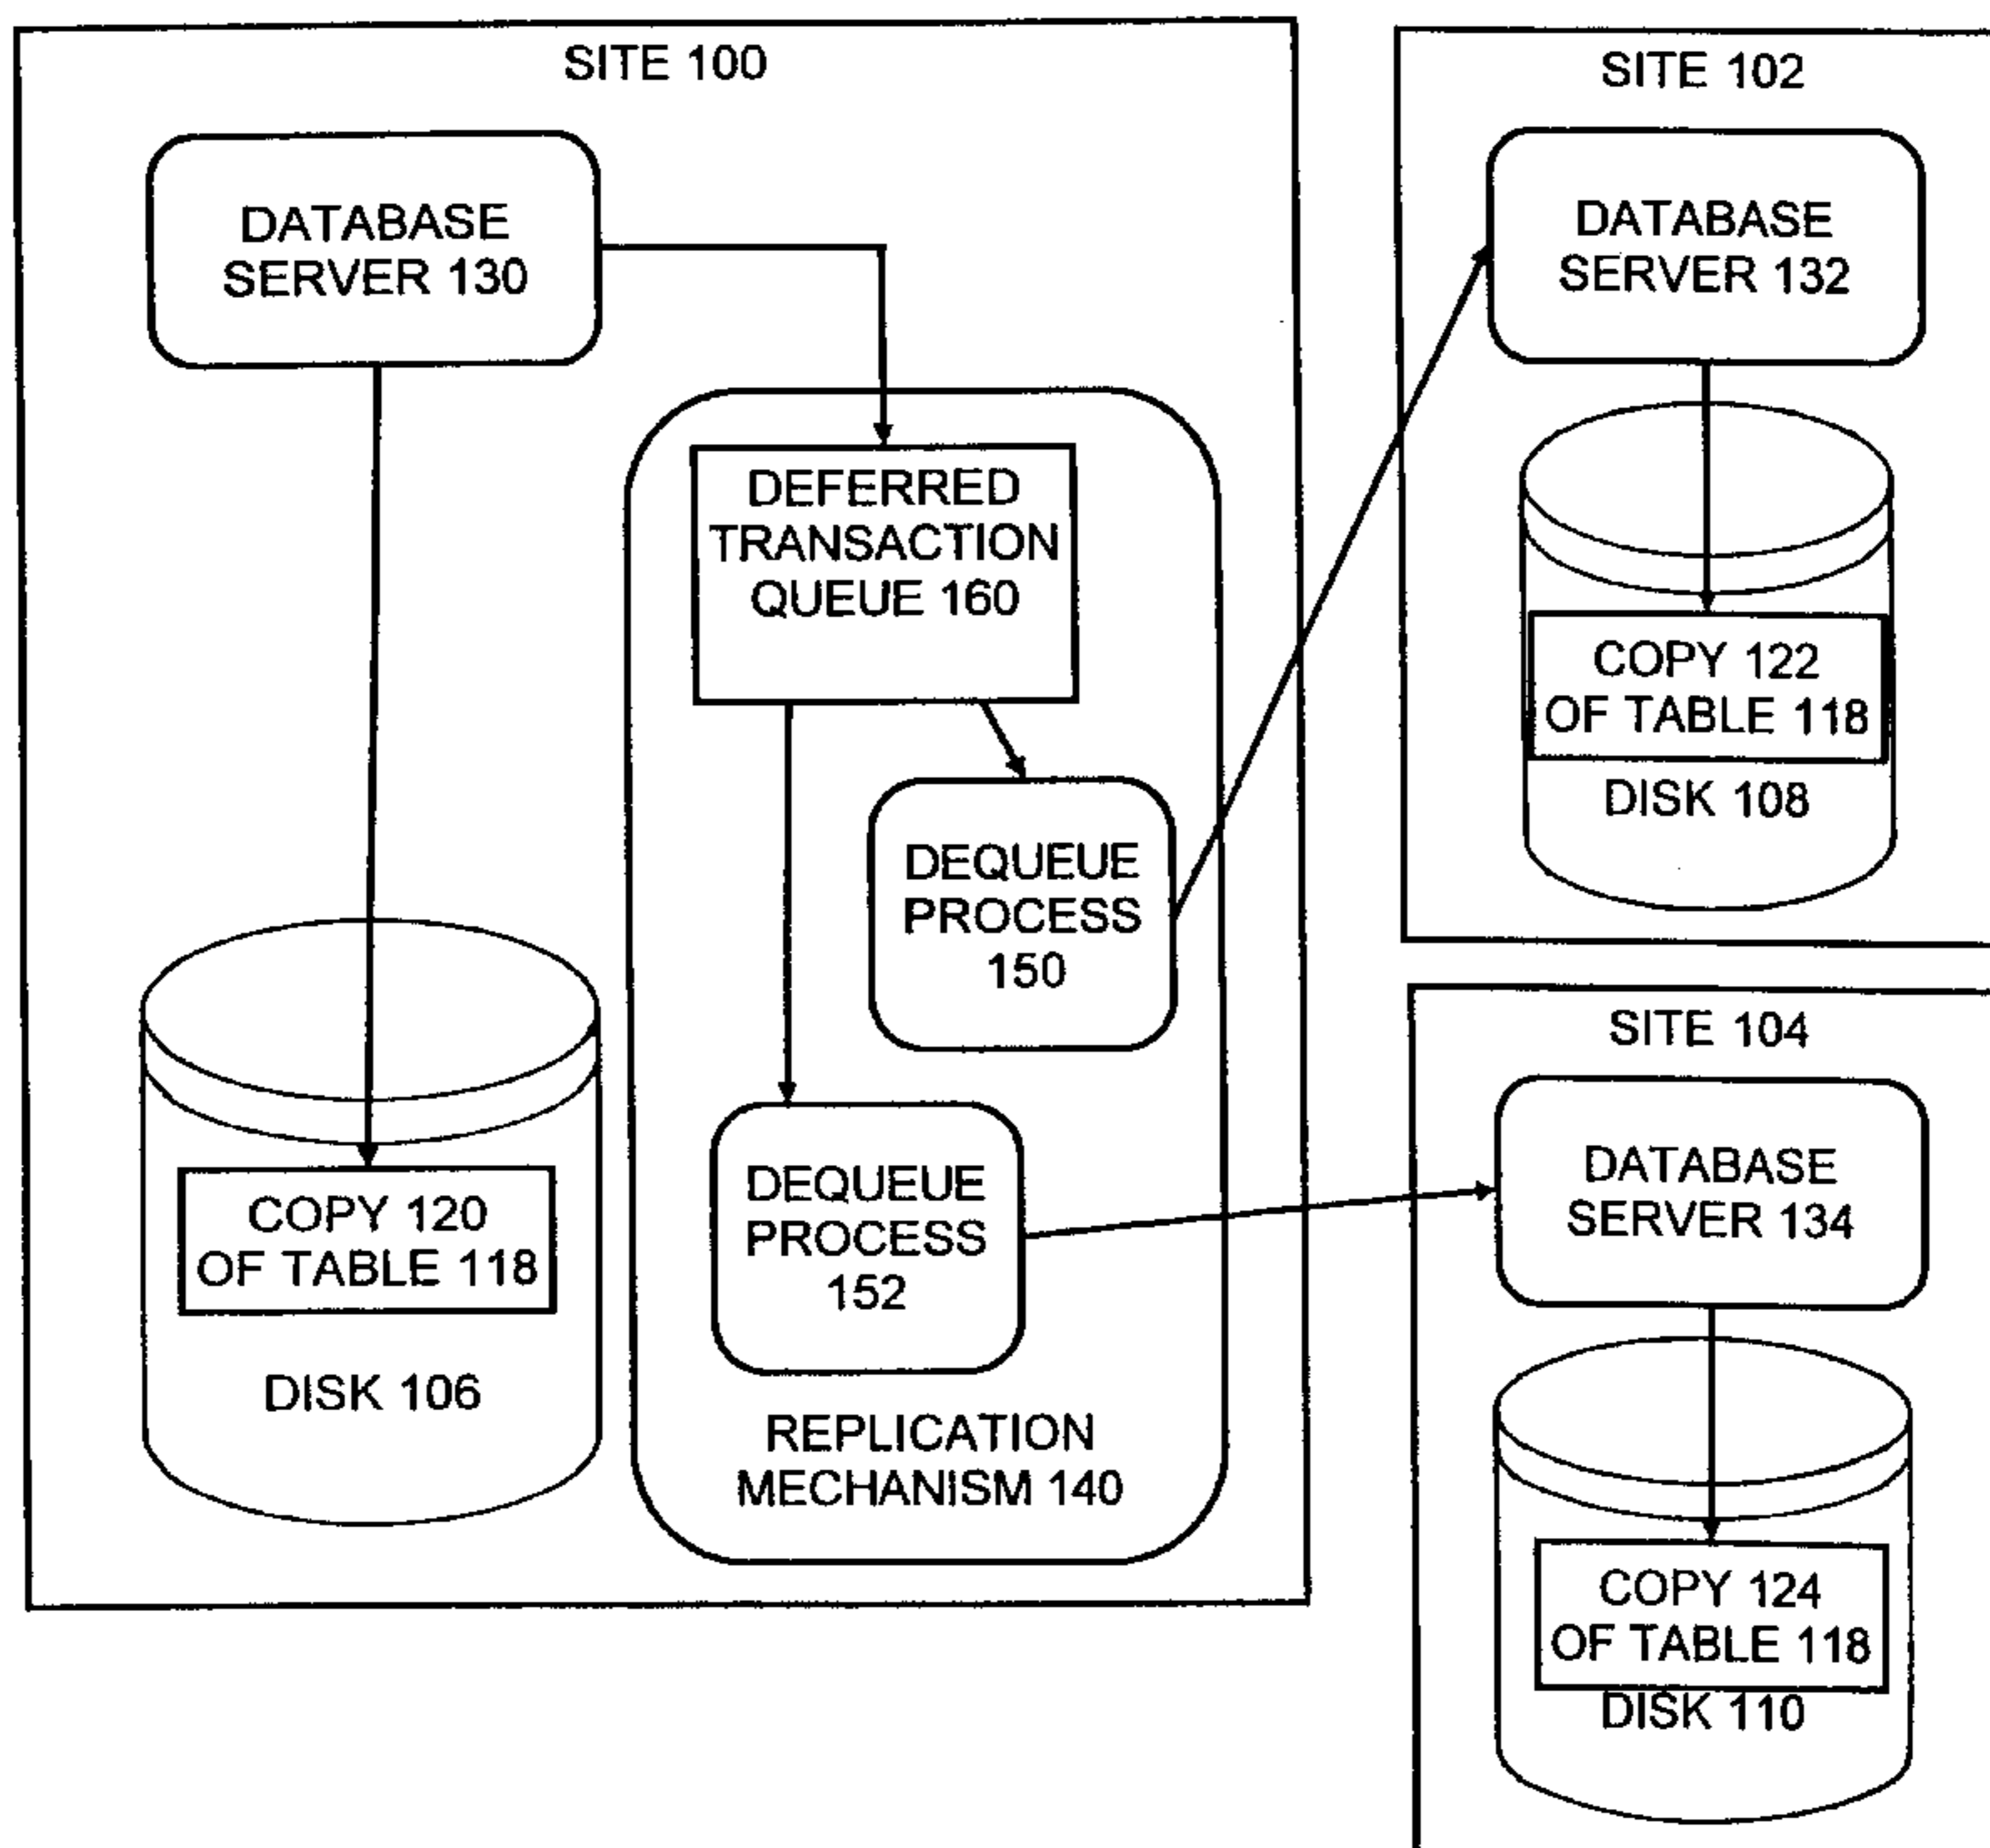 SITE 100
DATABASE
SERVER 130
DEFERRED
TRANSACTION
QUEUE 160
DEQUEUE
PROCESS
150
DEQUEUE
PROCESS
152
REPLICATION
MECHANISM 140
COPY 120
OF TABLE 118
DISK 106
SITE 102
DATABASE
SERVER 132
COPY 122
OF TABLE 118
DISK 108
SITE 104
DATABASE
SERVER 134
COPY 124
OF TABLE 118
DISK 110